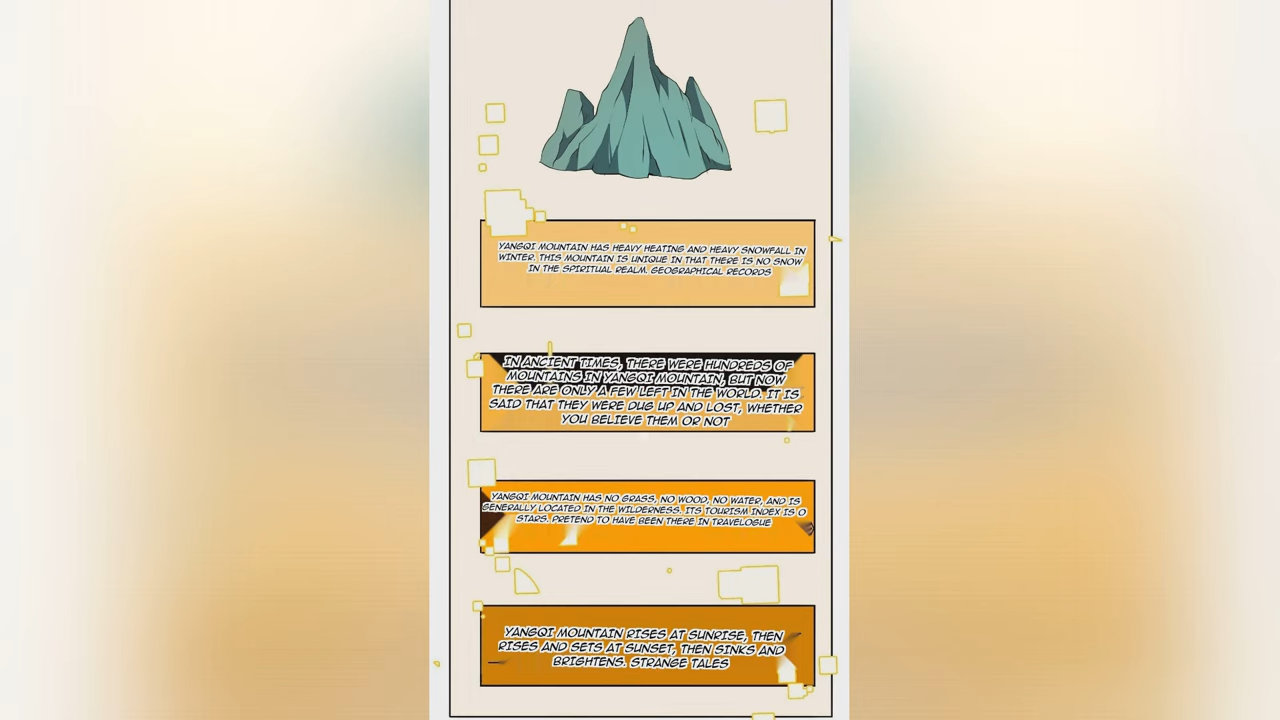 YANGQI MOUNTAIN HAS HEAVY HEATING AND HEAVY SNOWFALL IN
WINTER. THIS MOUNTAIN IS UNIQUE IN THAT THERE IS NO SNOW
IN THE SPIRITUAL REALM. GEOGRAPHICAL RECORDS
IN ANCIENT TIMES, THERE WERE HUNDREDS OF
MOUNTAINS IN YANGQI MOUNTAIN, BUT NOW
THERE ARE ONLY A FEW LEFT IN THE WORLD. IT IS
SAID THAT THEY WERE DUG UP AND LOST, WHETHER
YOU BELIEVE THEM OR NOT
YANGQI MOUNTAIN HAS NO GRASS, NO WOOD, NO WATER, AND IS
GENERALLY LOCATED IN THE WILDERNESS. ITS TOURISM INDEX IS 0
STARS. PRETEND TO HAVE BEEN THERE IN TRAVELOGUE
YANGQI MOUNTAIN RISES AT SUNRISE, THEN
RISES AND SETS AT SUNSET, THEN SINKS AND
BRIGHTENS. STRANGE TALES